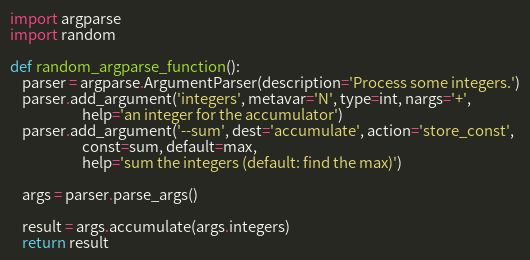 import argparse
import random

def random_argparse_function():
    parser = argparse.ArgumentParser(description='Process some integers.')
    parser.add_argument('integers', metavar='N', type=int, nargs='+',
                        help='an integer for the accumulator')
    parser.add_argument('--sum', dest='accumulate', action='store_const',
                        const=sum, default=max,
                        help='sum the integers (default: find the max)')

    args = parser.parse_args()

    result = args.accumulate(args.integers)
    return result